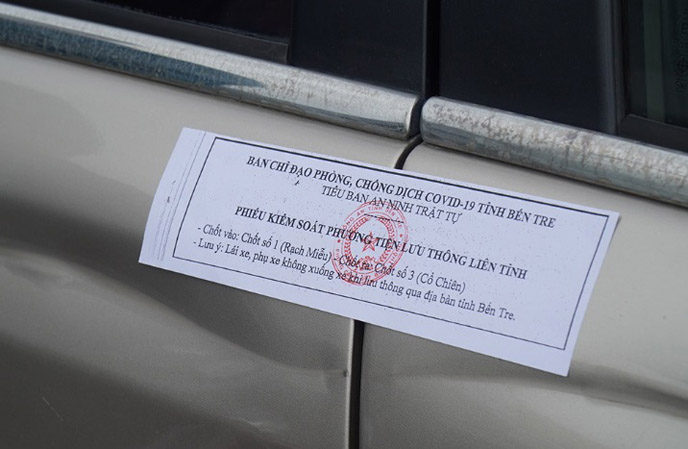 BAN CHỈ ĐẠO PHÒNG, CHỐNG DỊCH COVID-19 TỈNH BẾN TRE
TIỂU BAN AN NINH TRẬT TỰ
PHIẾU KIỂM SOÁT PHƯƠNG TIỆN LƯU THÔNG LIÊN TỈNH
- Chốt vào: Chốt số 1 (Rạch Miễu) - Chốt ra: Chốt số 3 (Cổ Chiên)
- Lưu ý: Lái xe, phụ xe không xuống xe khi lưu thông qua địa bàn tỉnh Bến Tre.